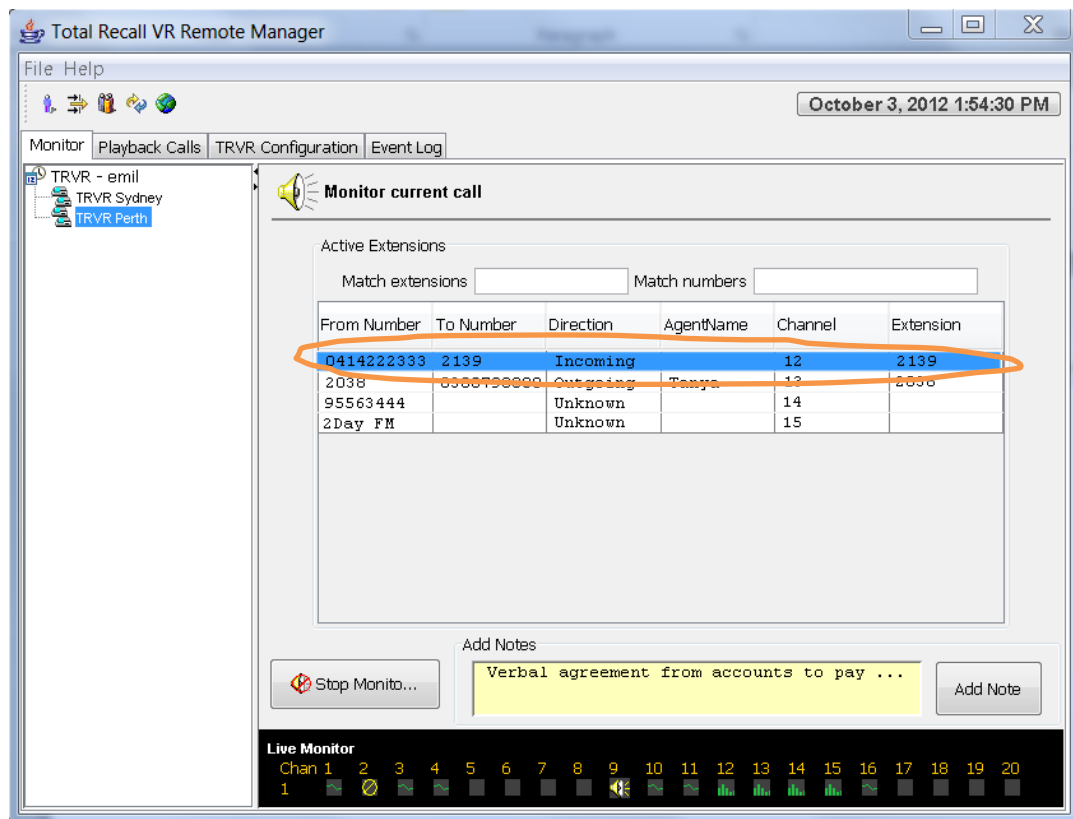 Total Recall VR Remote Manager
File Help
October 3, 2012 1:54:30 PM
Monitor Playback Calls TRVR Configuration Event Log
TRVR - emil
TRVR Sydney
TRVR Perth
Monitor current call
Active Extensions
Match extensions Match numbers
From Number To Number Direction AgentName Channel Extension
0414222333 2139 Incoming 12 2139
2038 Outgoing Tanya 13 2038
95563444 Unknown 14
2Day FM Unknown 15
Add Notes
Stop Monito...
Verbal agreement from accounts to pay ...
Add Note
Live Monitor
Chan 1 2 3 4 5 6 7 8 9 10 11 12 13 14 15 16 17 18 19 20
1